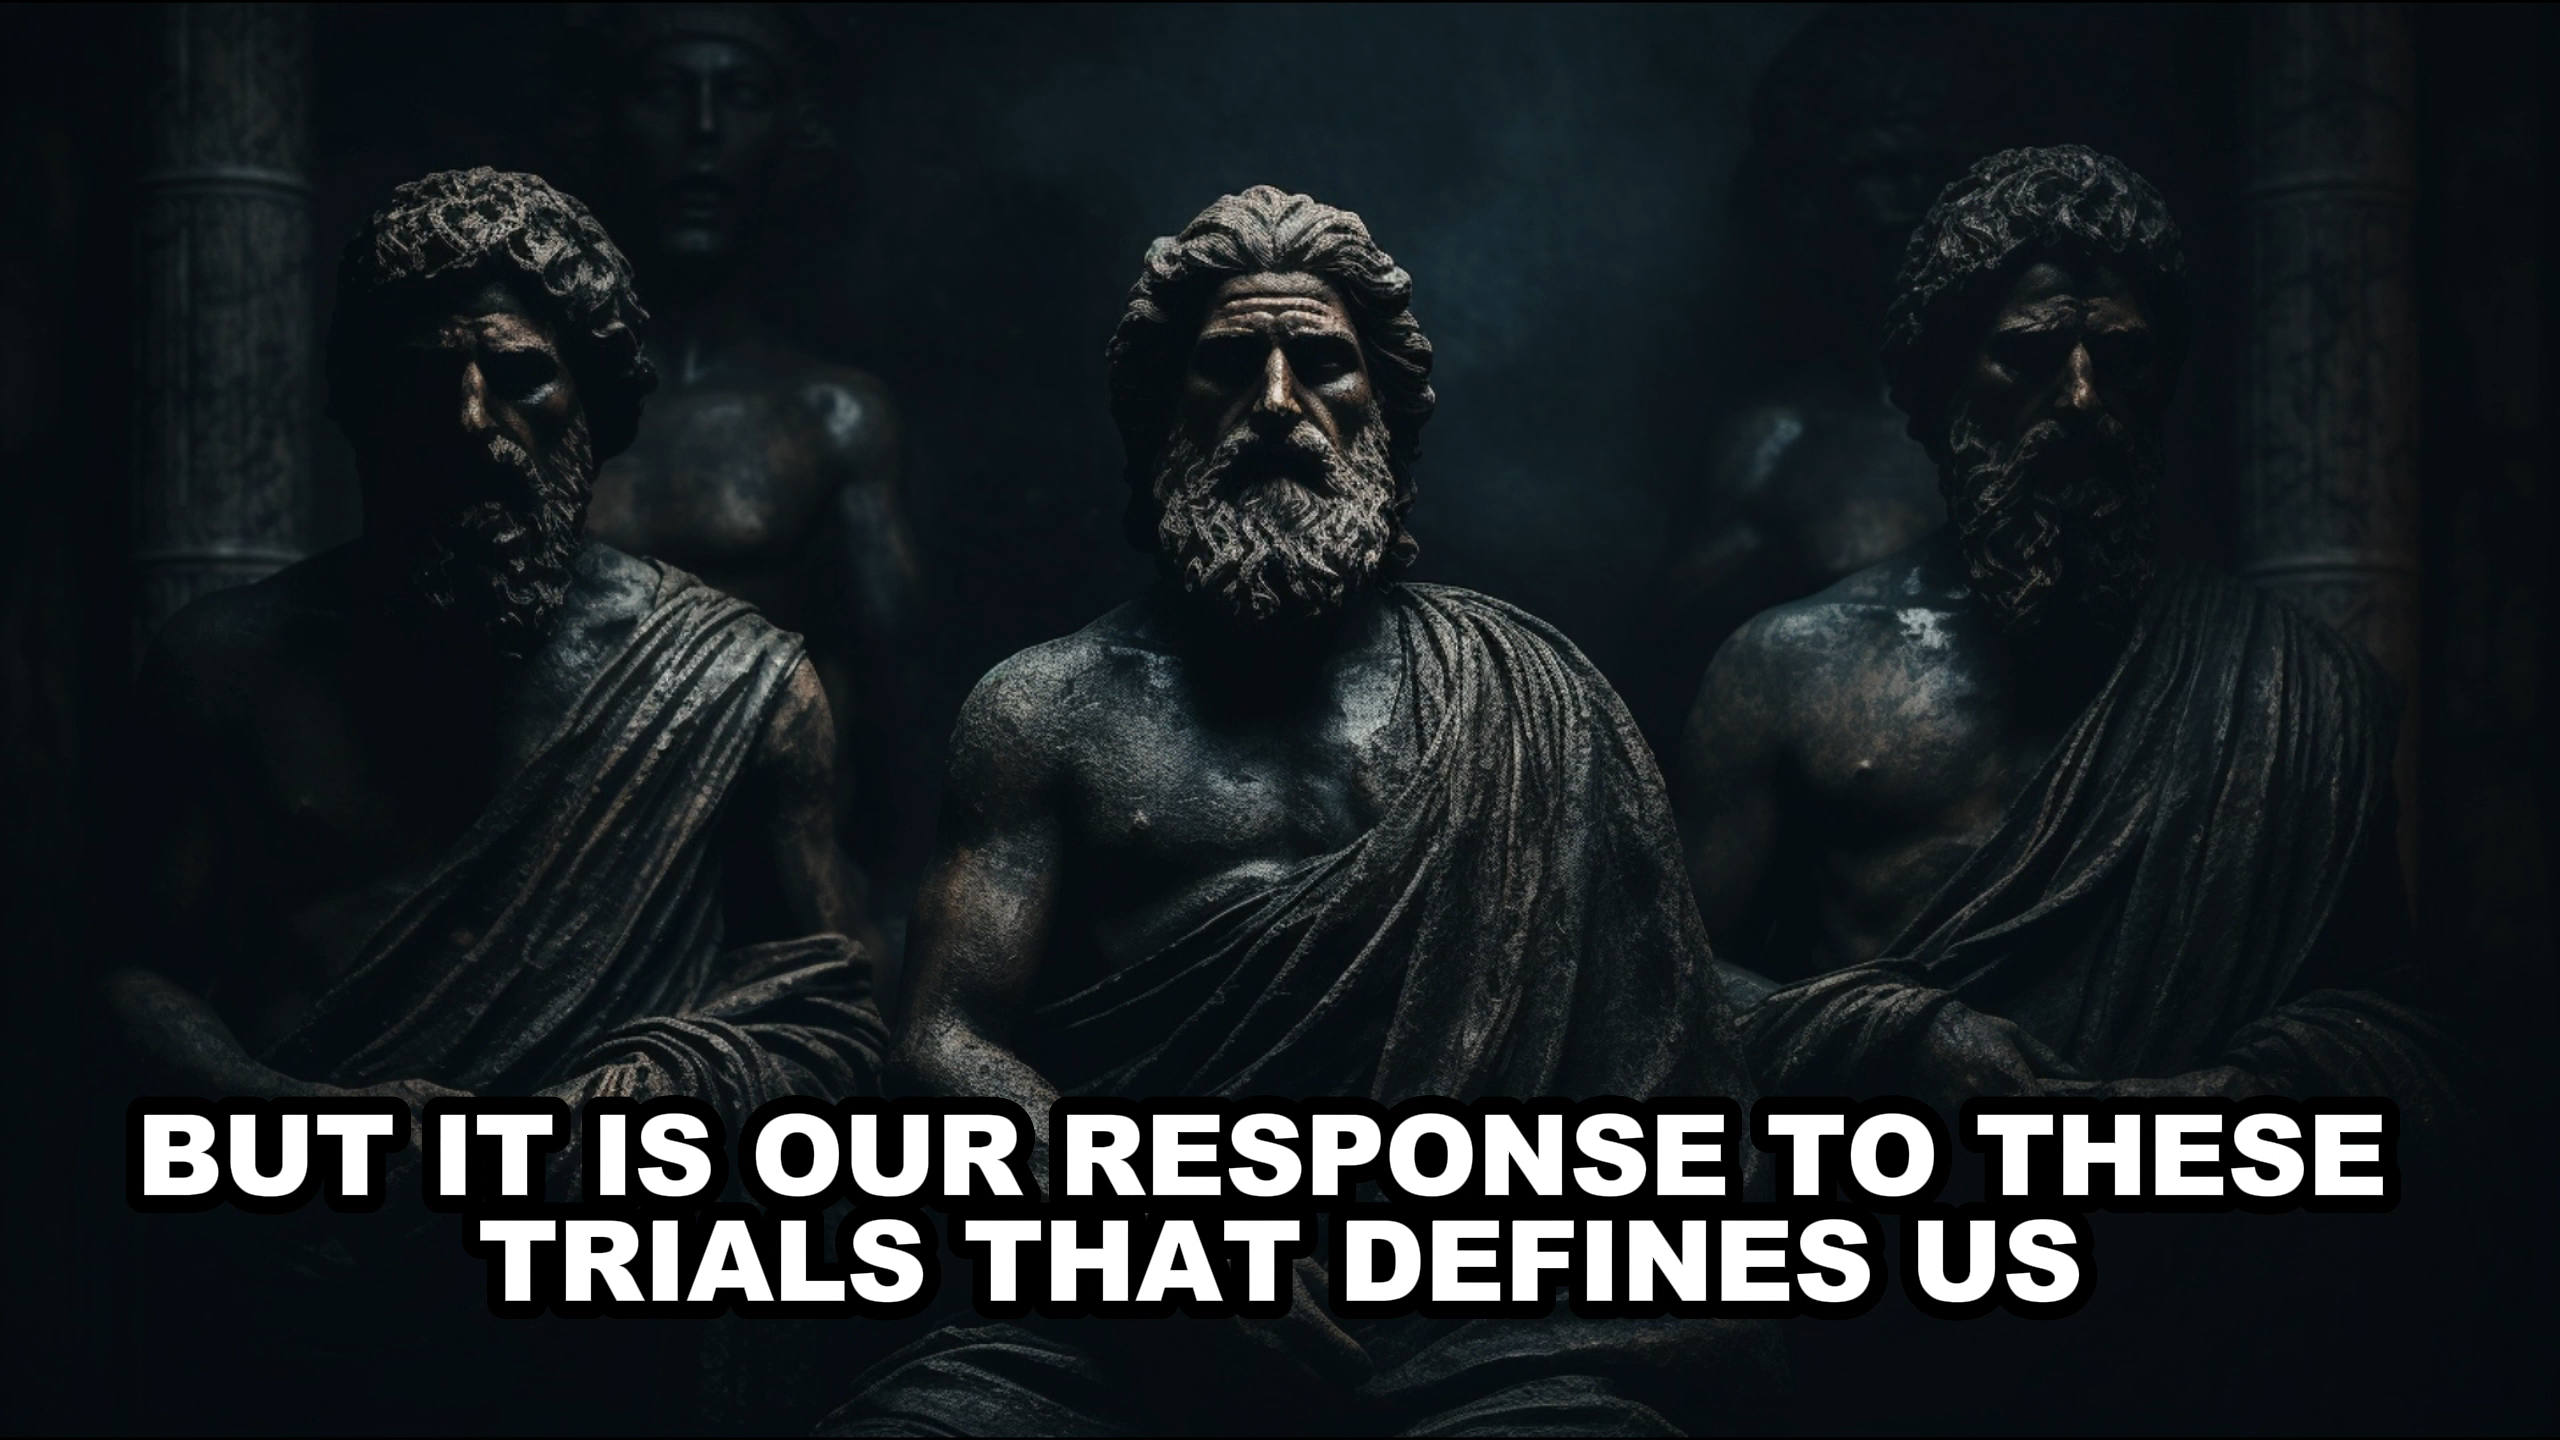 BUT IT IS OUR RESPONSE TO THESE
TRIALS THAT DEFINES US